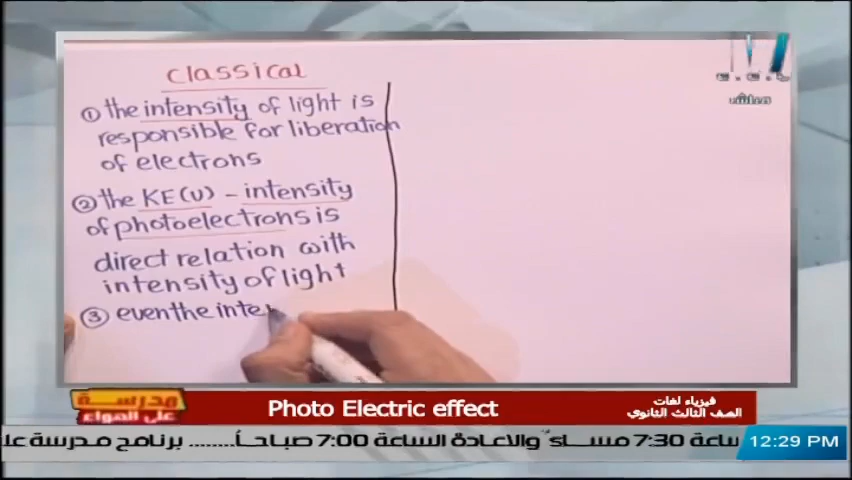 classical
① the intensity of light is
responsible for liberation
of electrons
② the KE(v) - intensity
of photoelectrons is
direct relation with
intensity of light
③ even the inte
مدرسة
على الهواء
Photo Electric effect
فيزياء لغات
الصف الثالث الثانوي
ساعة 7:30 مساءً والاعادة الساعة 7:00 صباحاً ........ برنامج مدرسة على
12:29 PM
مباشر